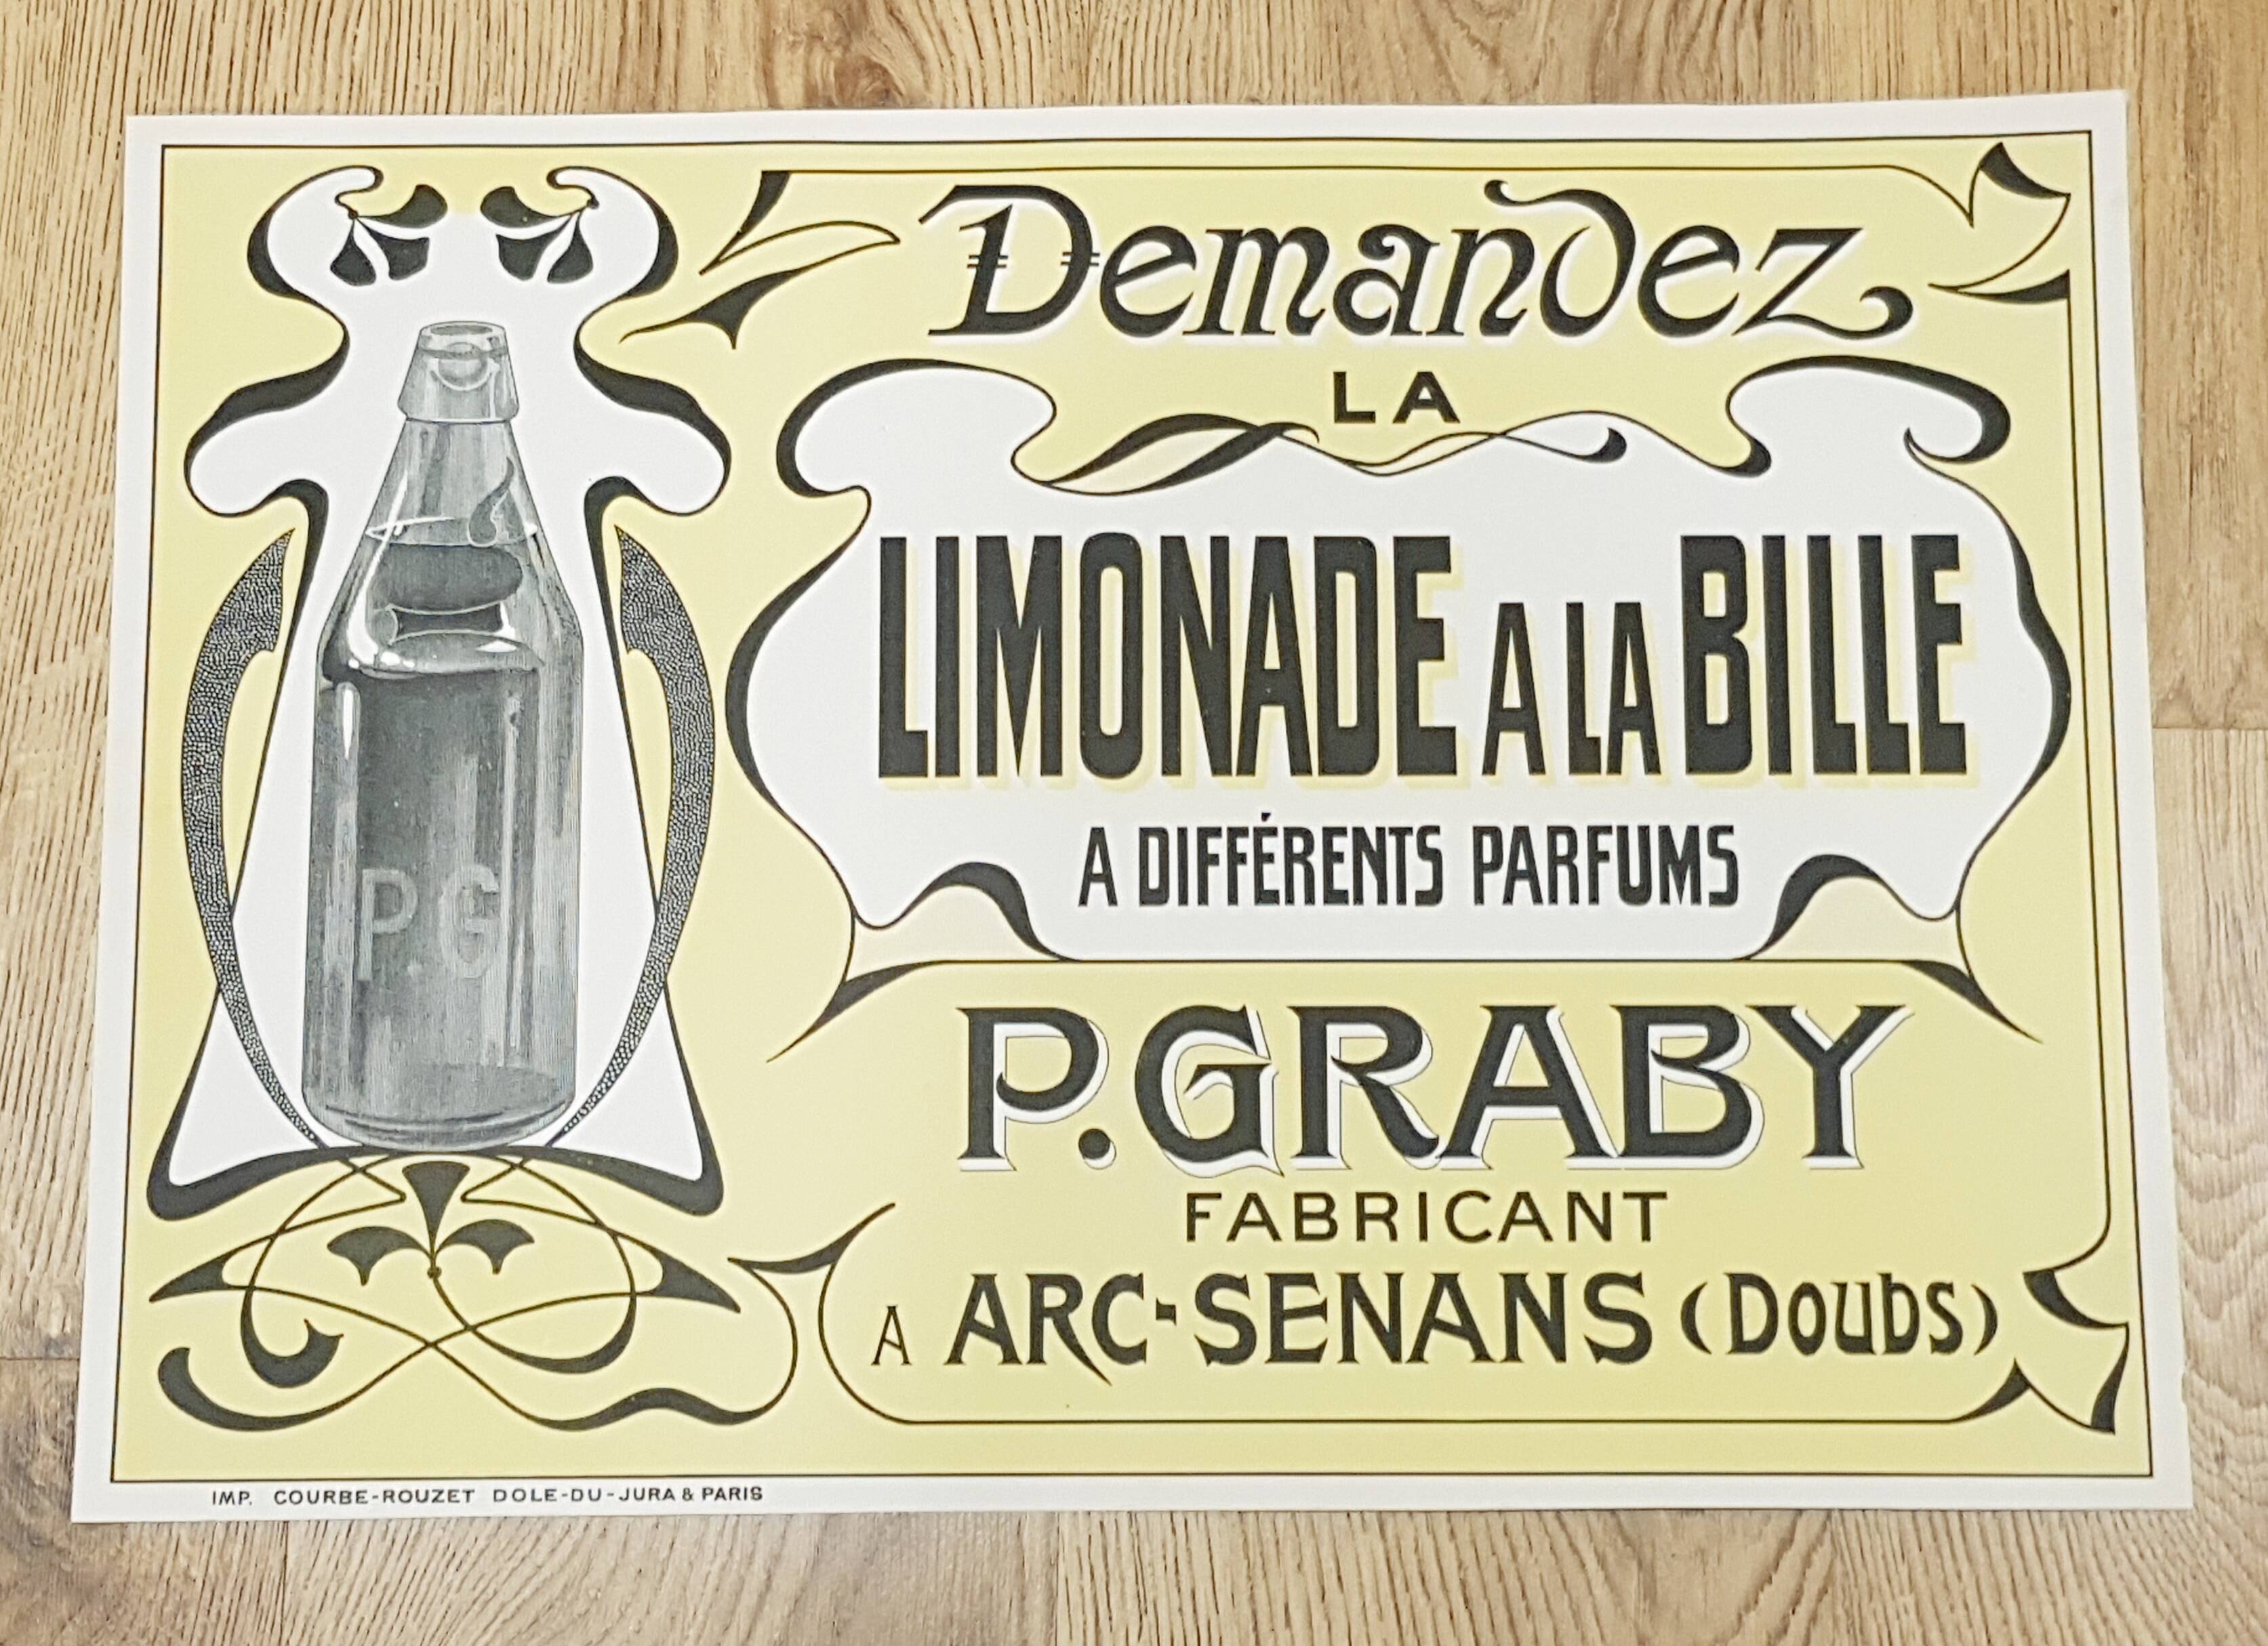 Demandez
LA
LIMONADE A LA BILLE
A DIFFÉRENTS PARFUMS
P.G
P. GRABY
FABRICANT
A ARC-SENANS (Doubs)
IMP. COURBE-ROUZET DOLE-DU-JURA & PARIS